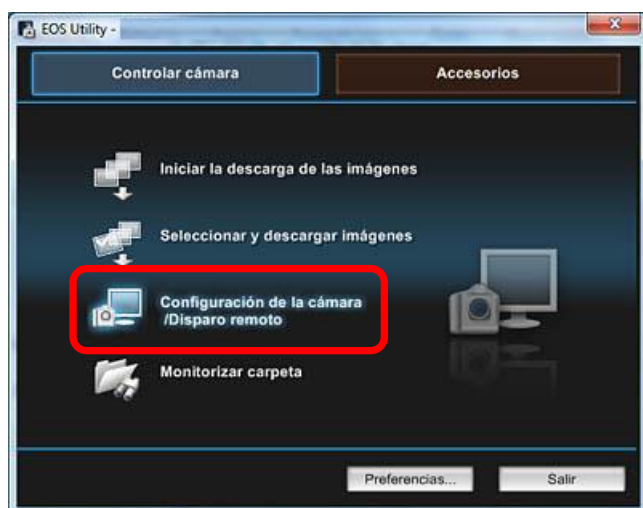 EOS Utility -
Controlar cámara
Accesorios
Iniciar la descarga de las imágenes
Seleccionar y descargar imágenes
Configuración de la cámara
/Disparo remoto
Monitorizar carpeta
Preferencias...
Salir